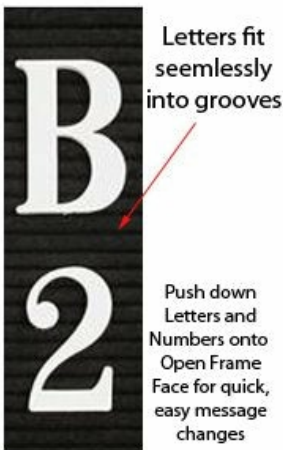 B
2
Letters fit
seemlessly
into grooves
Push down
Letters and
Numbers onto
Open Frame
Face for quick,
easy message
changes